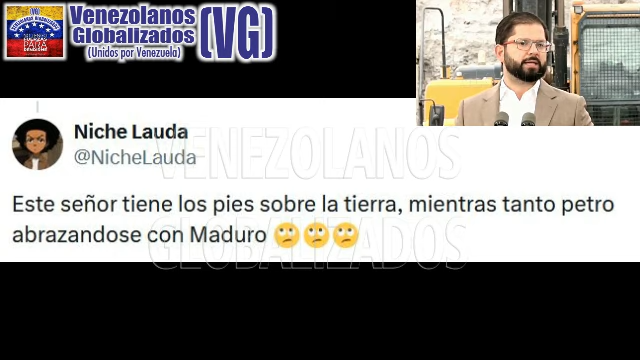 Venezolanos
Globalizados
(Unidos por Venezuela)
(VG)
Niche Lauda
@NicheLauda
VENEZOLANOS
Este señor tiene los pies sobre la tierra, mientras tanto petro
abrazandose con Maduro 🙄🙄🙄
GLOBALIZADOS